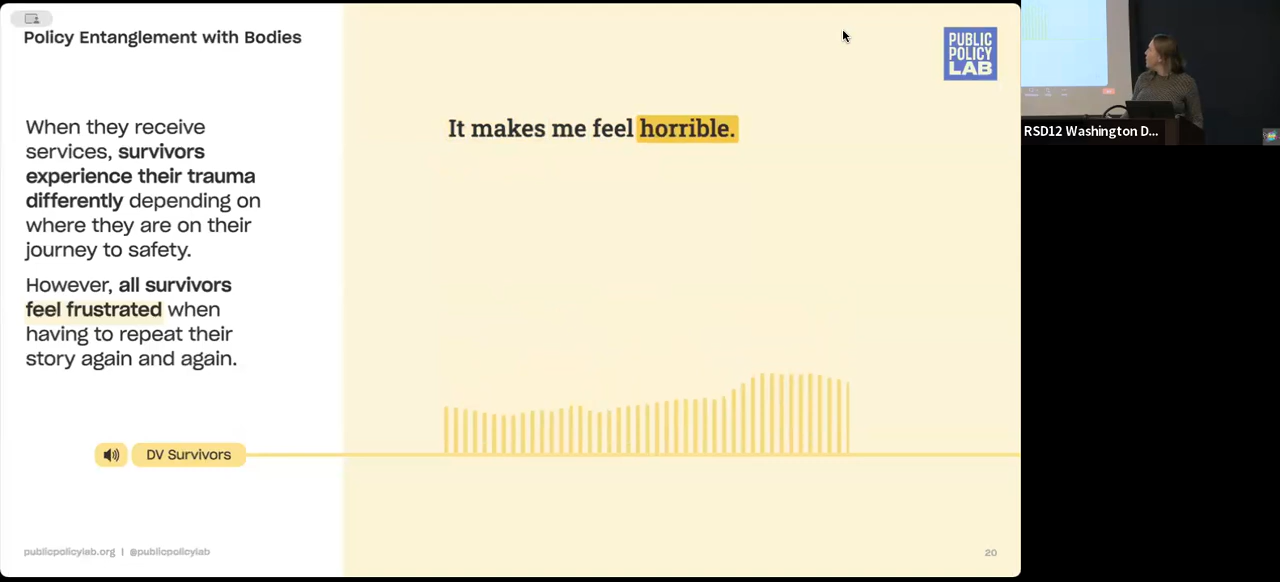 Policy Entanglement with Bodies
PUBLIC
POLICY
LAB
When they receive
services, survivors
experience their trauma
differently depending on
where they are on their
journey to safety.
However, all survivors
feel frustrated when
having to repeat their
story again and again.
It makes me feel horrible.
DV Survivors
publicpolicylab.org | @publicpolicylab
20
RSD12 Washington D...